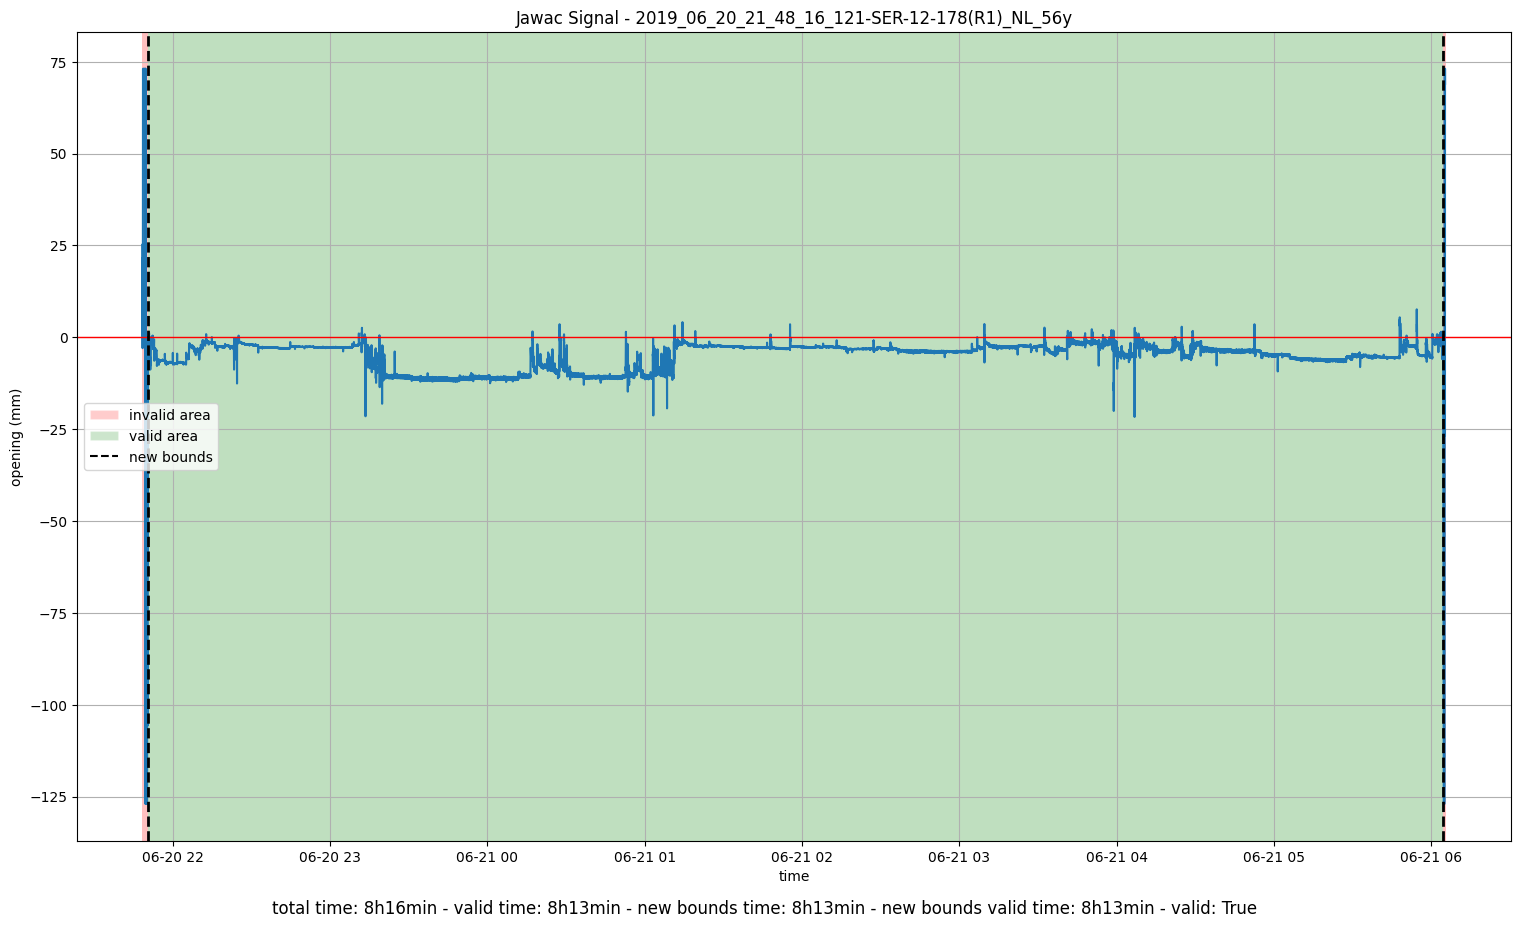 Jawac Signal - 2019_06_20_21_48_16_121-SER-12-178(R1)_NL_56y
75
50
25
0
−25
−50
−75
−100
−125
opening (mm)
invalid area
valid area
new bounds
06-20 22
06-20 23
06-21 00
06-21 01
06-21 02
06-21 03
06-21 04
06-21 05
06-21 06
time
total time: 8h16min - valid time: 8h13min - new bounds time: 8h13min - new bounds valid time: 8h13min - valid: True